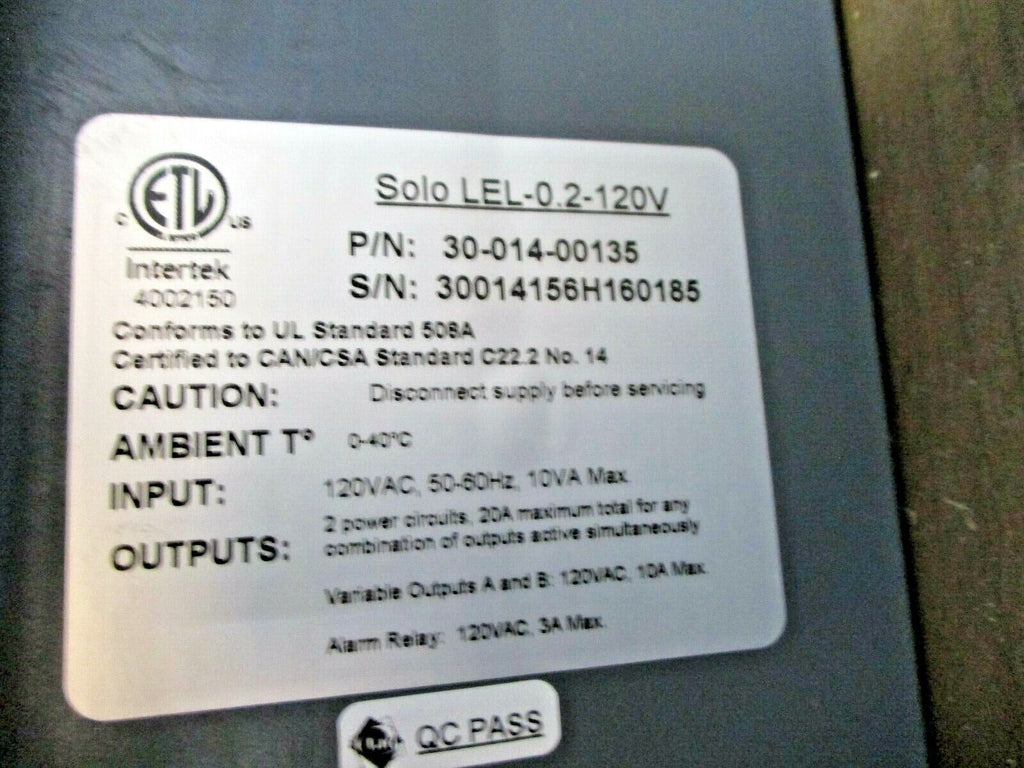 ETL
C US
Intertek
4002150
Solo LEL-0.2-120V
P/N: 30-014-00135
S/N: 30014156H160185
Conforms to UL Standard 508A
Certified to CAN/CSA Standard C22.2 No. 14
CAUTION: Disconnect supply before servicing
AMBIENT T° 0-40°C
INPUT: 120VAC, 50-60Hz, 10VA Max.
OUTPUTS: 2 power circuits, 20A maximum total for any
combination of outputs active simultaneously
Variable Outputs A and B: 120VAC, 10A Max.
Alarm Relay: 120VAC, 3A Max.
QC PASS